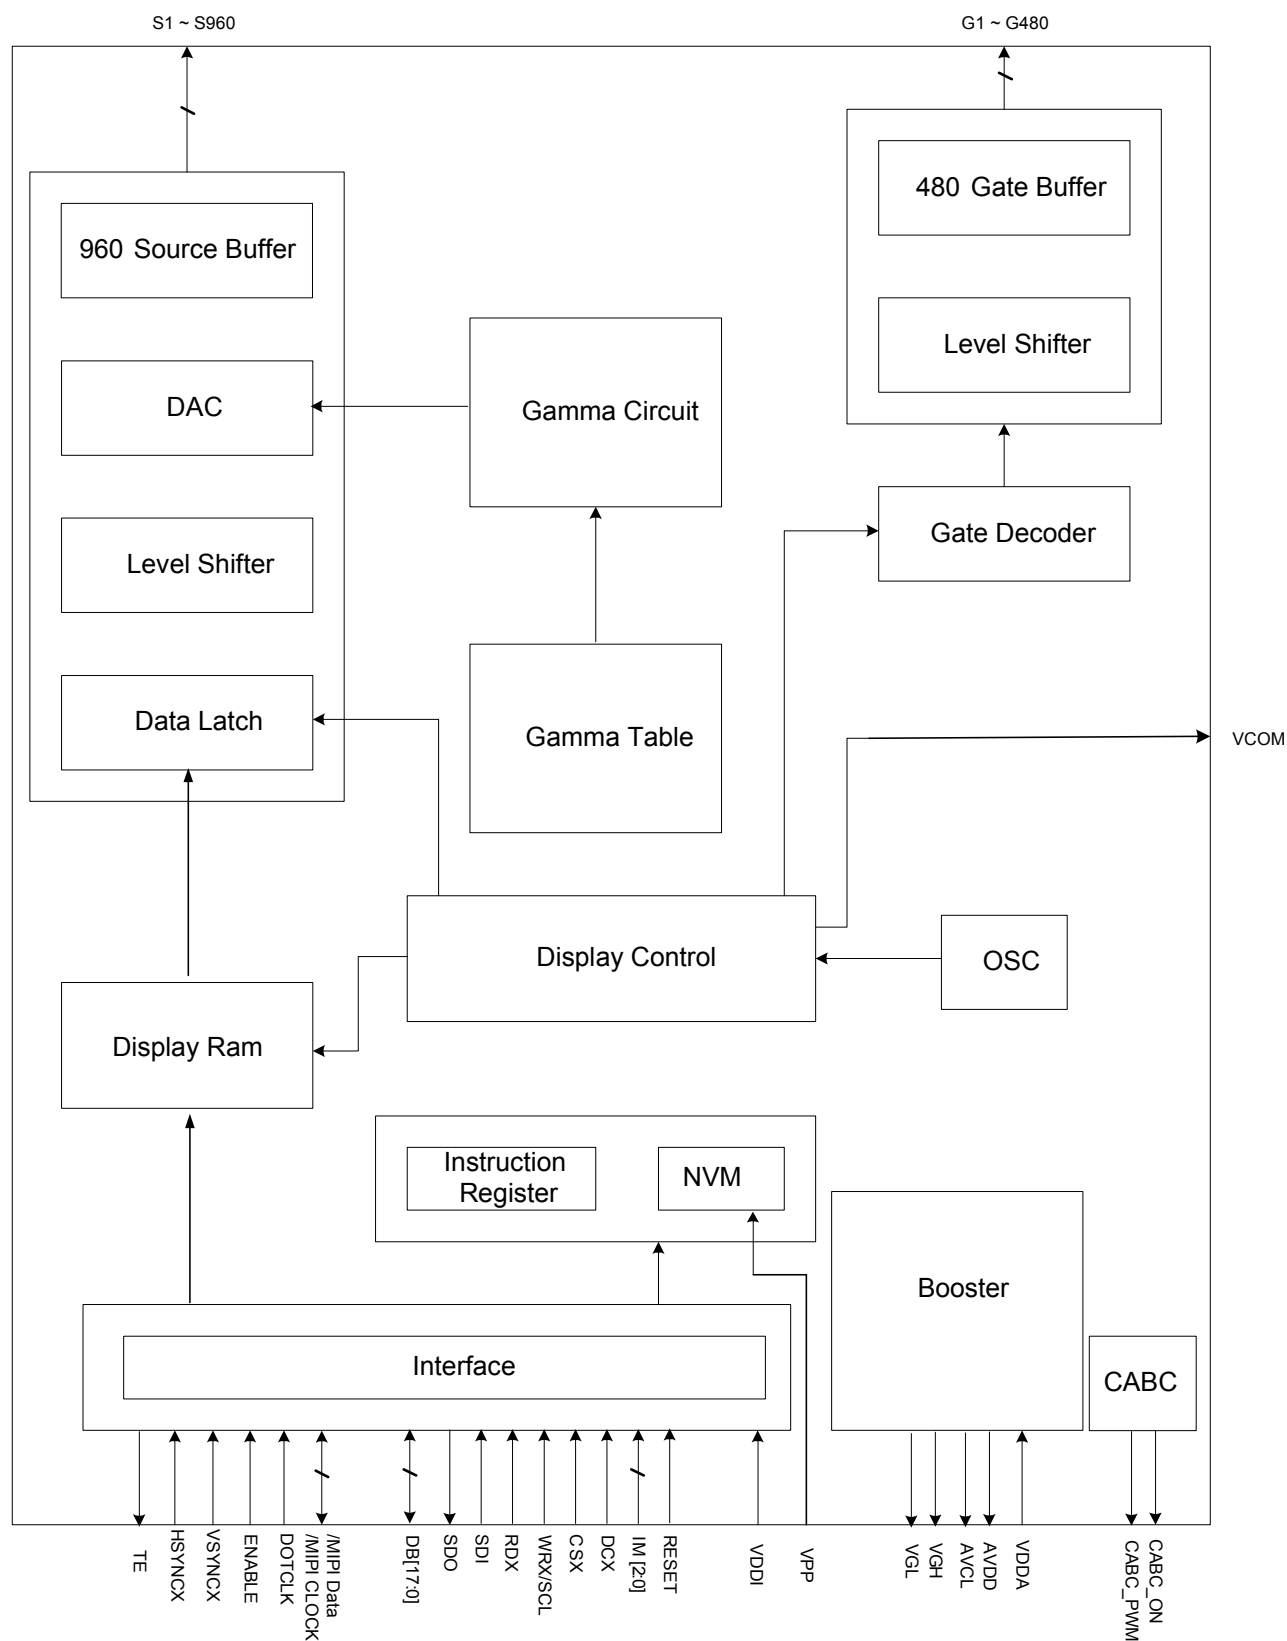 S1 ~ S960
G1 ~ G480
480 Gate Buffer
960 Source Buffer
Level Shifter
DAC
Gamma Circuit
Gate Decoder
Level Shifter
Data Latch
Gamma Table
VCOM
Display Control
OSC
Display Ram
Instruction
Register
NVM
Booster
Interface
CABC
TE
HSYNCX
VSYNCX
ENABLE
DOTCLK
/MIPI Data
/MIPI CLOCK
DB[17:0]
SDO
SDI
RDX
WRX/SCL
CSX
DCX
IM [2:0]
RESET
VDDI
VPP
VGL
VGH
AVCL
AVDD
VDDA
CABC_ON
CABC_PWM